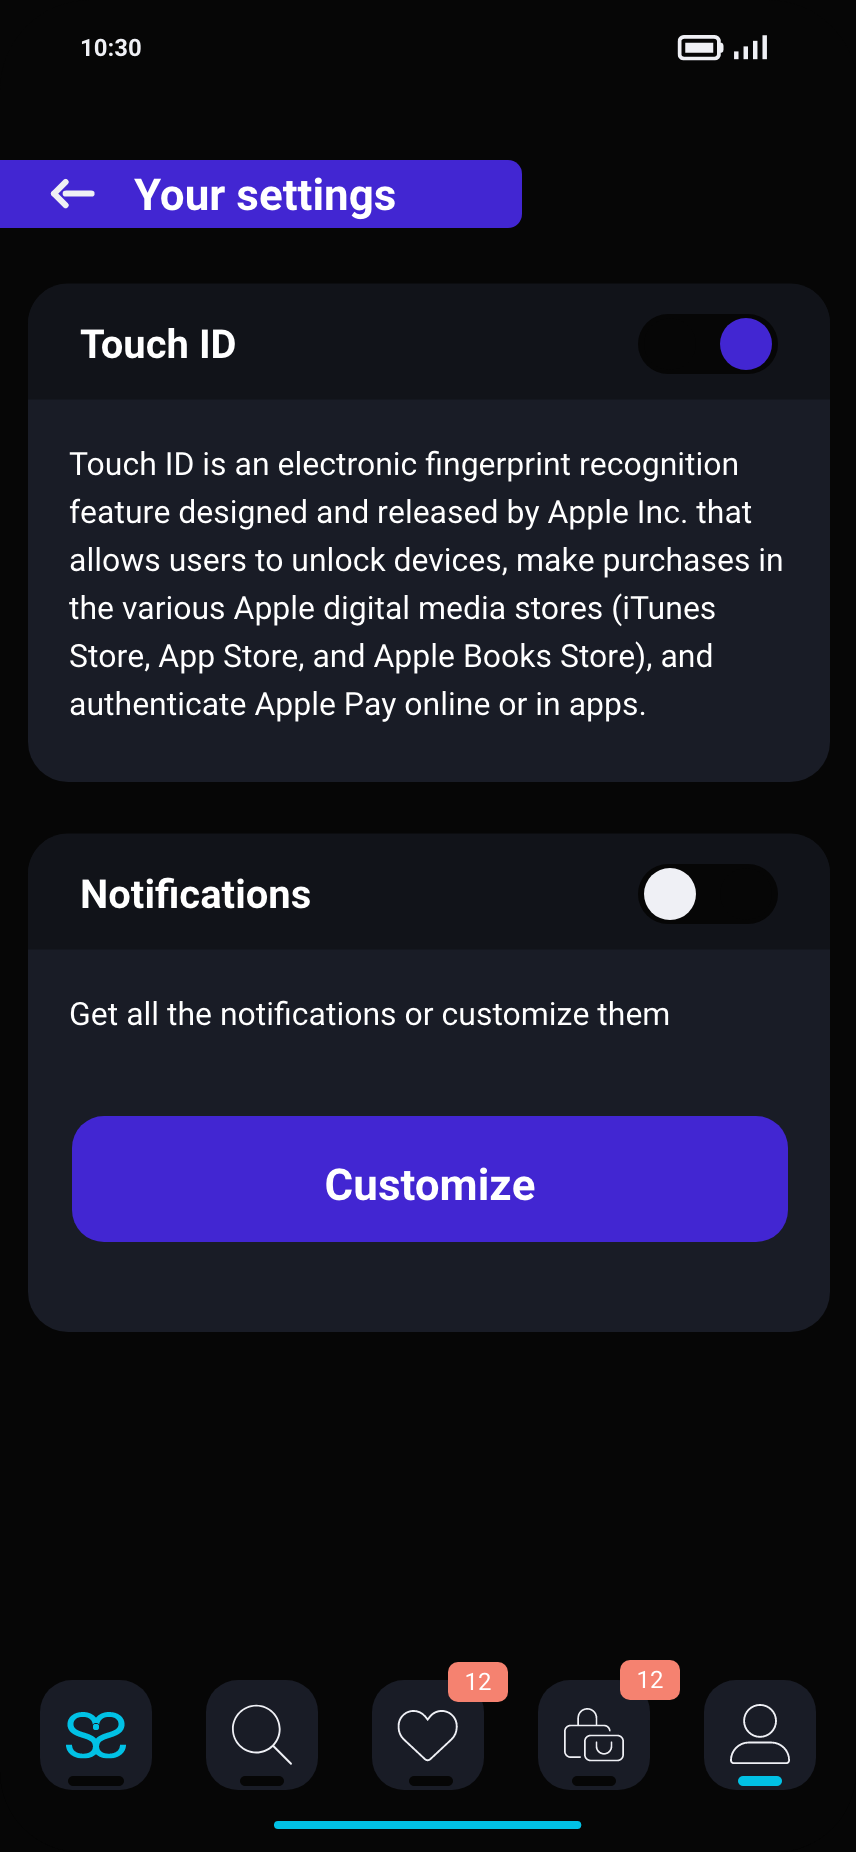 10:30
Your settings
Touch ID
Touch ID is an electronic fingerprint recognition
feature designed and released by Apple Inc. that
allows users to unlock devices, make purchases in
the various Apple digital media stores (iTunes
Store, App Store, and Apple Books Store), and
authenticate Apple Pay online or in apps.
Notifications
Get all the notifications or customize them
Customize
12
12